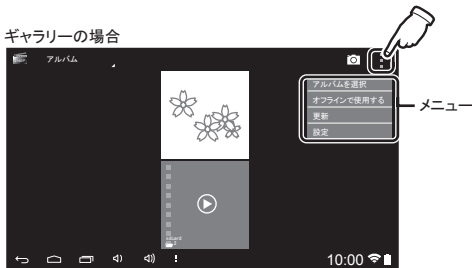 ギャラリーの場合
アルバム
アルバムを選択
オフラインで使用する
更新
設定
メニュー
10:00